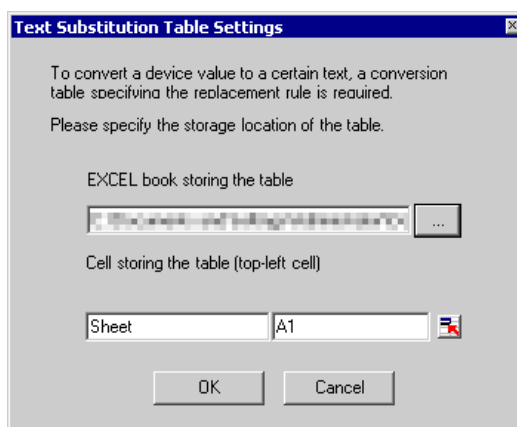 Text Substitution Table Settings
To convert a device value to a certain text, a conversion
table specifying the replacement rule is required.
Please specify the storage location of the table.
EXCEL book storing the table
...
Cell storing the table (top-left cell)
Sheet A1
OK Cancel